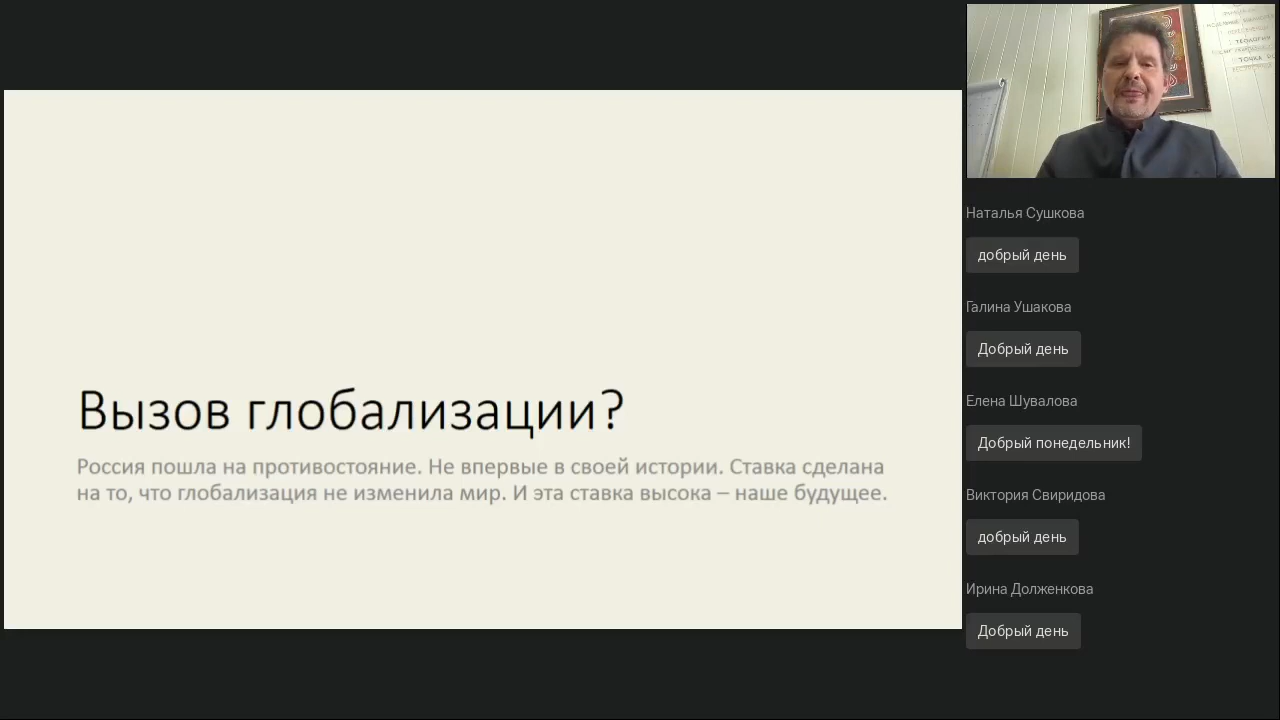 Вызов глобализации?
Россия пошла на противостояние. Не впервые в своей истории. Ставка сделана
на то, что глобализация не изменила мир. И эта ставка высока – наше будущее.
ТЕОЛОГИЯ
Наталья Сушкова
добрый день
Галина Ушакова
Добрый день
Елена Шувалова
Добрый понедельник!
Виктория Свиридова
добрый день
Ирина Долженкова
Добрый день